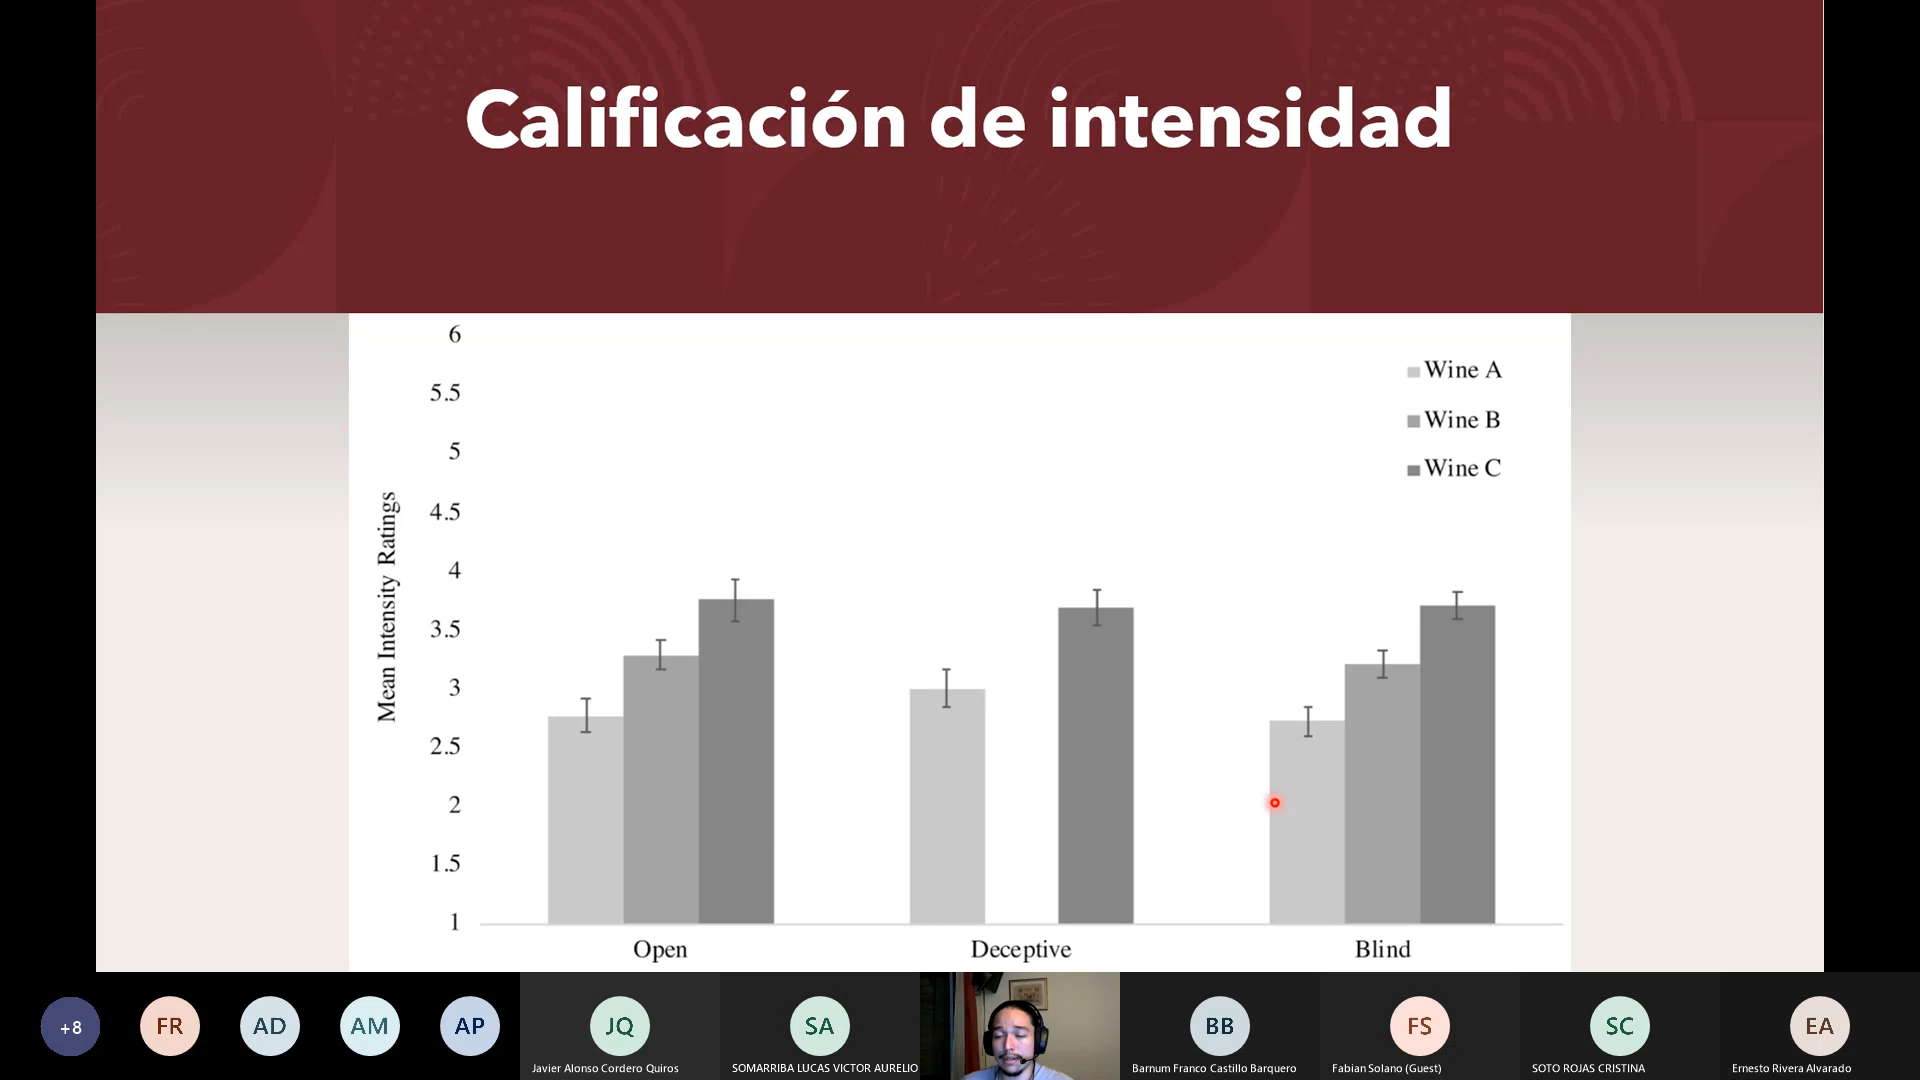 Calificación de intensidad
6
5.5
5
4.5
4
3.5
3
2.5
2
1.5
1
Mean Intensity Ratings
Wine A
Wine B
Wine C
Open
Deceptive
Blind
+8
FR
AD
AM
AP
JQ
Javier Alonso Cordero Quiros
SA
SOMARRIBA LUCAS VICTOR AURELIO
BB
Barnum Franco Castillo Barquero
FS
Fabian Solano (Guest)
SC
SOTO ROJAS CRISTINA
EA
Ernesto Rivera Alvarado